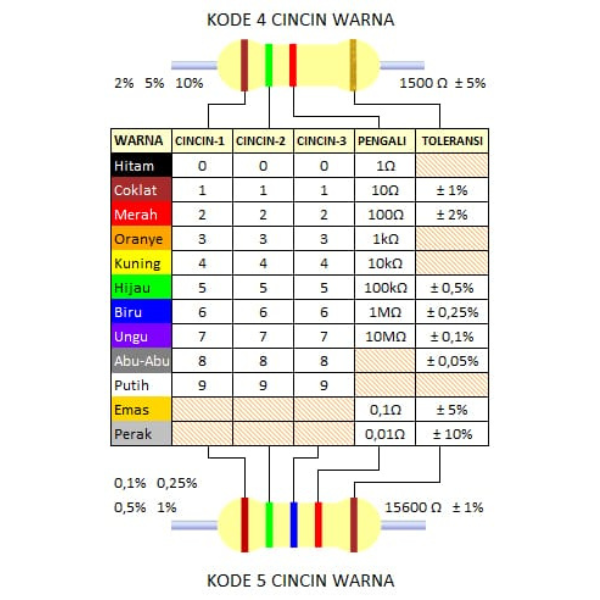 KODE 4 CINCIN WARNA
2% 5% 10% 1500 Ω ±5%
WARNA CINCIN-1 CINCIN-2 CINCIN-3 PENGALI TOLERANSI
Hitam 0 0 0 1Ω
Coklat 1 1 1 10Ω ±1%
Merah 2 2 2 100Ω ±2%
Oranye 3 3 3 1kΩ
Kuning 4 4 4 10kΩ
Hijau 5 5 5 100kΩ ±0,5%
Biru 6 6 6 1MΩ ±0,25%
Ungu 7 7 7 10MΩ ±0,1%
Abu-Abu 8 8 8 ±0,05%
Putih 9 9 9
Emas 0,1Ω ±5%
Perak 0,01Ω ±10%
0,1% 0,25%
0,5% 1% 15600 Ω ±1%
KODE 5 CINCIN WARNA